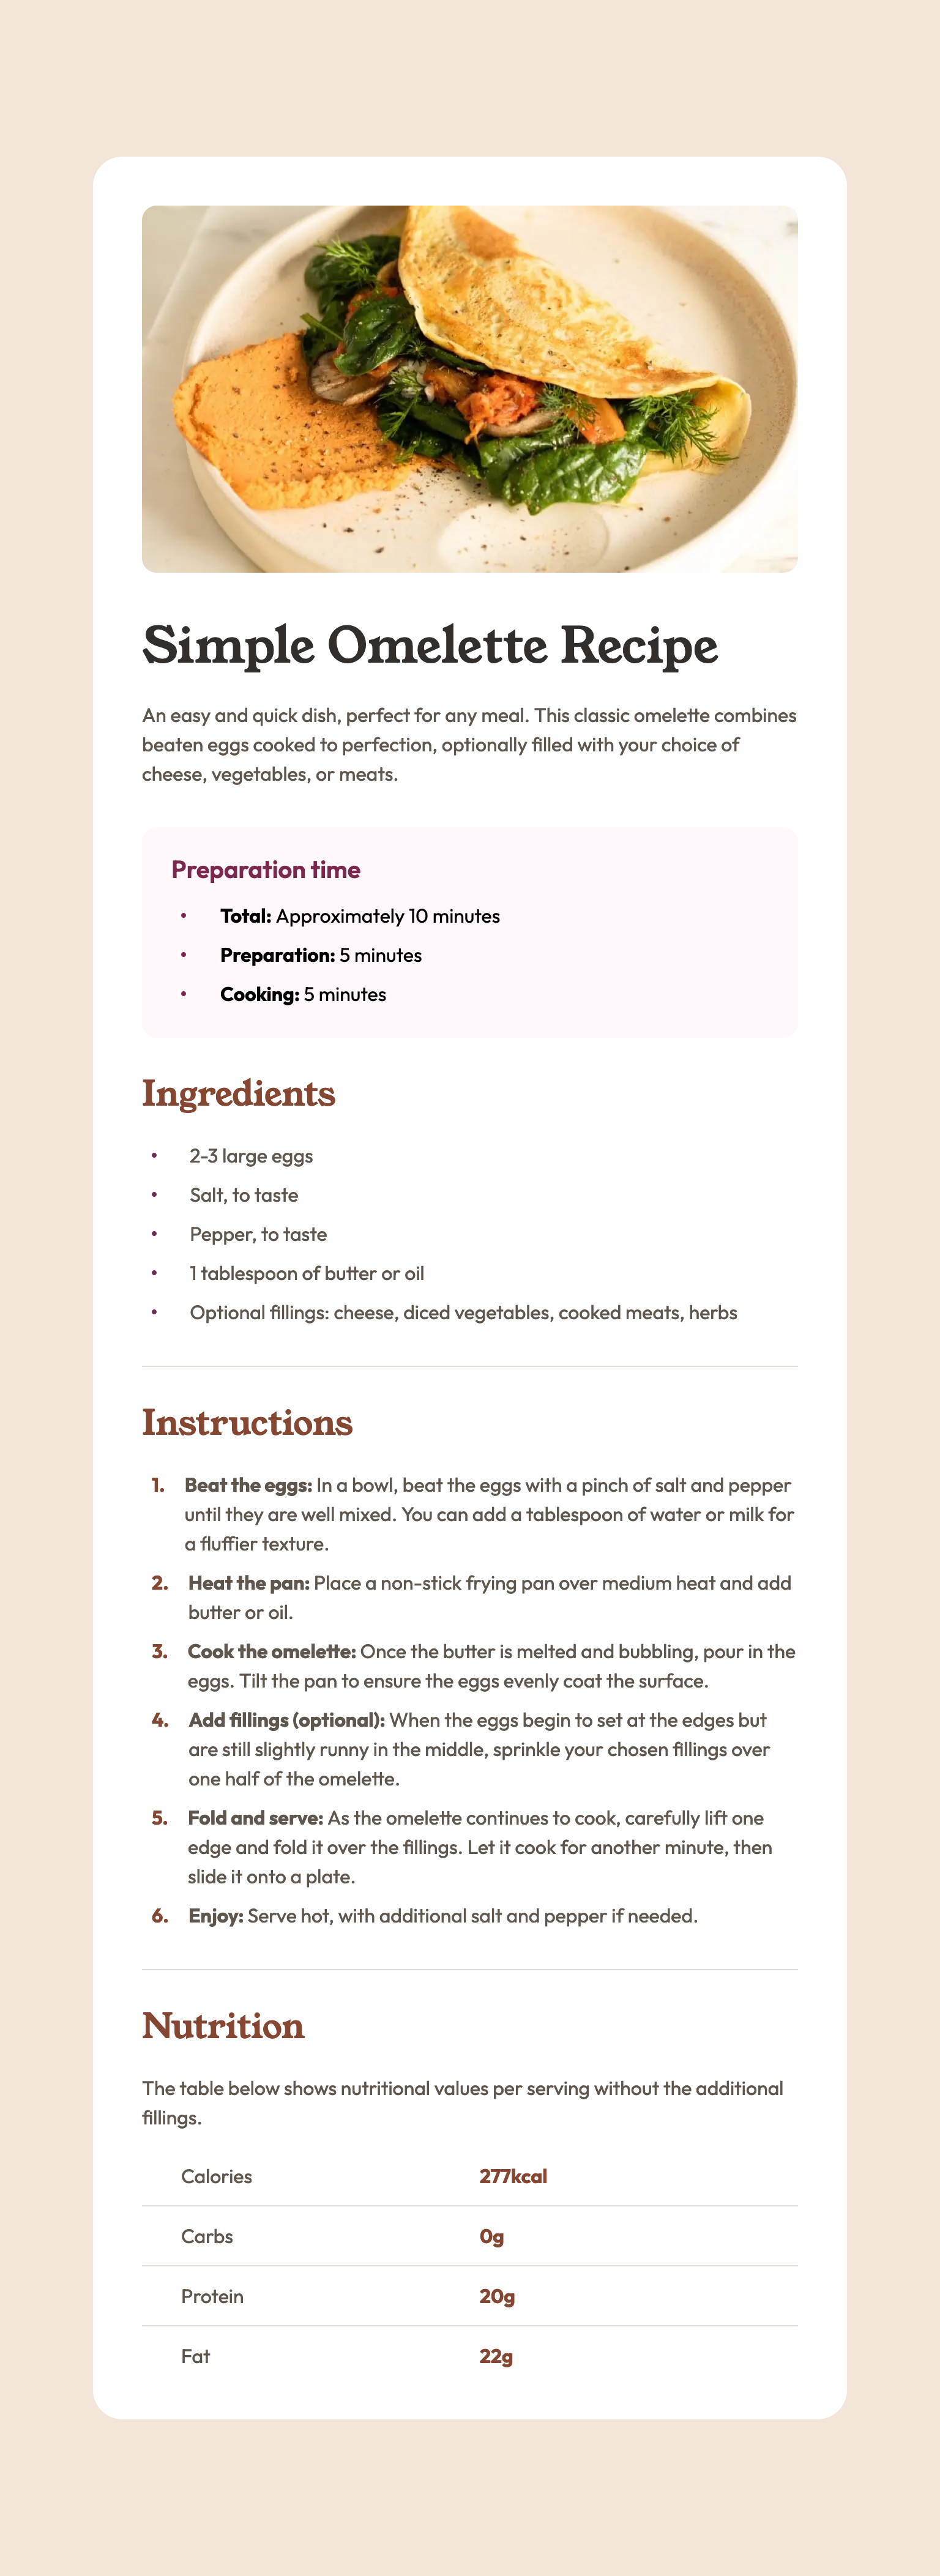 Simple Omelette Recipe
An easy and quick dish, perfect for any meal. This classic omelette combines
beaten eggs cooked to perfection, optionally filled with your choice of
cheese, vegetables, or meats.
Preparation time
• Total: Approximately 10 minutes
• Preparation: 5 minutes
• Cooking: 5 minutes
Ingredients
• 2-3 large eggs
• Salt, to taste
• Pepper, to taste
• 1 tablespoon of butter or oil
• Optional fillings: cheese, diced vegetables, cooked meats, herbs
Instructions
1. Beat the eggs: In a bowl, beat the eggs with a pinch of salt and pepper
until they are well mixed. You can add a tablespoon of water or milk for
a fluffier texture.
2. Heat the pan: Place a non-stick frying pan over medium heat and add
butter or oil.
3. Cook the omelette: Once the butter is melted and bubbling, pour in the
eggs. Tilt the pan to ensure the eggs evenly coat the surface.
4. Add fillings (optional): When the eggs begin to set at the edges but
are still slightly runny in the middle, sprinkle your chosen fillings over
one half of the omelette.
5. Fold and serve: As the omelette continues to cook, carefully lift one
edge and fold it over the fillings. Let it cook for another minute, then
slide it onto a plate.
6. Enjoy: Serve hot, with additional salt and pepper if needed.
Nutrition
The table below shows nutritional values per serving without the additional
fillings.
Calories 277kcal
Carbs 0g
Protein 20g
Fat 22g